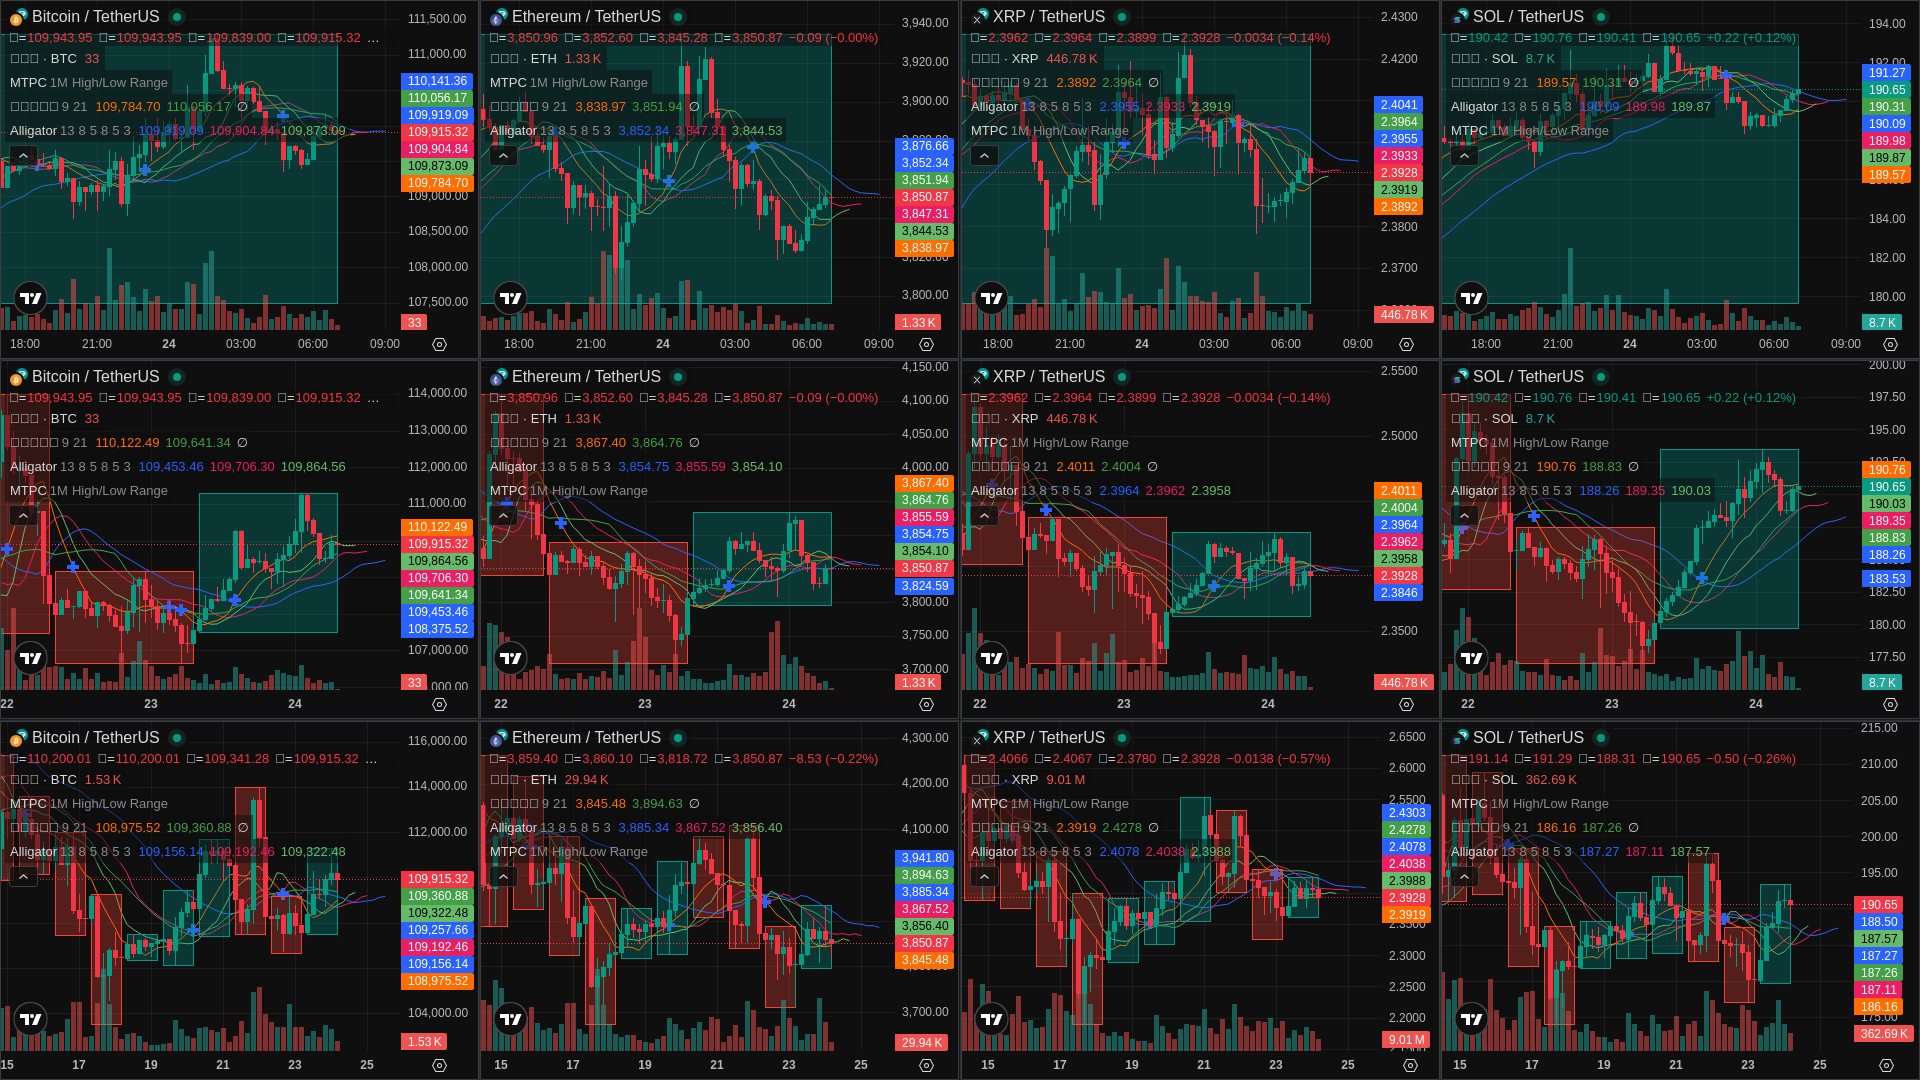 Bitcoin / TetherUS
=109,943.95 =109,943.95 =109,839.00 =109,915.32 …
· BTC 33
MTPC 1M High/Low Range
9 21 109,784.70 110,056.17 ∅
Alligator 13 8 5 8 5 3 109,919.09 109,904.84 109,873.09
111,500.00
111,000.00
110,141.36
110,056.17
109,919.09
109,915.32
109,904.84
109,873.09
109,784.70
109,000.00
108,500.00
108,000.00
107,500.00
33
18:00 21:00 24 03:00 06:00 09:00
Ethereum / TetherUS
=3,850.96 =3,852.60 =3,845.28 =3,850.87 −0.09 (−0.00%)
· ETH 1.33 K
MTPC 1M High/Low Range
9 21 3,838.97 3,851.94 ∅
Alligator 13 8 5 8 5 3 3,852.34 3,847.31 3,844.53
3,940.00
3,920.00
3,900.00
3,876.66
3,852.34
3,851.94
3,850.87
3,847.31
3,844.53
3,838.97
3,800.00
1.33 K
18:00 21:00 24 03:00 06:00 09:00
XRP / TetherUS
=2.3962 =2.3964 =2.3899 =2.3928 −0.0034 (−0.14%)
· XRP 446.78 K
9 21 2.3892 2.3964 ∅
Alligator 13 8 5 8 5 3 2.3955 2.3933 2.3919
MTPC 1M High/Low Range
2.4300
2.4200
2.4041
2.3964
2.3955
2.3933
2.3928
2.3919
2.3892
2.3800
2.3700
446.78 K
18:00 21:00 24 03:00 06:00 09:00
SOL / TetherUS
=190.42 =190.76 =190.41 =190.65 +0.22 (+0.12%)
· SOL 8.7 K
9 21 189.57 190.31 ∅
Alligator 13 8 5 8 5 3 190.09 189.98 189.87
MTPC 1M High/Low Range
194.00
192.00
191.27
190.65
190.31
190.09
189.98
189.87
189.57
184.00
182.00
180.00
8.7 K
18:00 21:00 24 03:00 06:00 09:00
Bitcoin / TetherUS
=109,943.95 =109,943.95 =109,839.00 =109,915.32 …
· BTC 33
9 21 110,122.49 109,641.34 ∅
Alligator 13 8 5 8 5 3 109,453.46 109,706.30 109,864.56
MTPC 1M High/Low Range
114,000.00
113,000.00
112,000.00
111,000.00
110,122.49
109,915.32
109,864.56
109,706.30
109,641.34
109,453.46
108,375.52
107,000.00
33
22 23 24
Ethereum / TetherUS
=3,850.96 =3,852.60 =3,845.28 =3,850.87 −0.09 (−0.00%)
· ETH 1.33 K
9 21 3,867.40 3,864.76 ∅
Alligator 13 8 5 8 5 3 3,854.75 3,855.59 3,854.10
MTPC 1M High/Low Range
4,150.00
4,100.00
4,050.00
4,000.00
3,867.40
3,864.76
3,855.59
3,854.75
3,854.10
3,850.87
3,824.59
3,800.00
3,750.00
3,700.00
1.33 K
22 23 24
XRP / TetherUS
=2.3962 =2.3964 =2.3899 =2.3928 −0.0034 (−0.14%)
· XRP 446.78 K
MTPC 1M High/Low Range
9 21 2.4011 2.4004 ∅
Alligator 13 8 5 8 5 3 2.3964 2.3962 2.3958
2.5500
2.5000
2.4011
2.4004
2.3964
2.3962
2.3958
2.3928
2.3846
2.3500
446.78 K
22 23 24
SOL / TetherUS
=190.42 =190.76 =190.41 =190.65 +0.22 (+0.12%)
· SOL 8.7 K
MTPC 1M High/Low Range
9 21 190.76 188.83 ∅
Alligator 13 8 5 8 5 3 188.26 189.35 190.03
200.00
197.50
195.00
190.76
190.65
190.03
189.35
188.83
188.26
183.53
182.50
180.00
177.50
8.7 K
22 23 24
Bitcoin / TetherUS
=110,200.01 =110,200.01 =109,341.28 =109,915.32 …
· BTC 1.53 K
MTPC 1M High/Low Range
9 21 108,975.52 109,360.88 ∅
Alligator 13 8 5 8 5 3 109,156.14 109,192.46 109,322.48
116,000.00
114,000.00
112,000.00
109,915.32
109,360.88
109,322.48
109,257.66
109,192.46
109,156.14
108,975.52
104,000.00
1.53 K
15 17 19 21 23 25
Ethereum / TetherUS
=3,859.40 =3,860.10 =3,818.72 =3,850.87 −8.53 (−0.22%)
· ETH 29.94 K
9 21 3,845.48 3,894.63 ∅
Alligator 13 8 5 8 5 3 3,885.34 3,867.52 3,856.40
MTPC 1M High/Low Range
4,300.00
4,200.00
4,100.00
3,941.80
3,894.63
3,885.34
3,867.52
3,856.40
3,850.87
3,845.48
3,700.00
29.94 K
15 17 19 21 23 25
XRP / TetherUS
=2.4066 =2.4067 =2.3780 =2.3928 −0.0138 (−0.57%)
· XRP 9.01 M
MTPC 1M High/Low Range
9 21 2.3919 2.4278 ∅
Alligator 13 8 5 8 5 3 2.4078 2.4038 2.3988
2.6500
2.6000
2.5500
2.4303
2.4278
2.4078
2.4038
2.3988
2.3928
2.3919
2.3500
2.3000
2.2500
2.2000
9.01 M
15 17 19 21 23 25
SOL / TetherUS
=191.14 =191.29 =188.31 =190.65 −0.50 (−0.26%)
· SOL 362.69 K
MTPC 1M High/Low Range
9 21 186.16 187.26 ∅
Alligator 13 8 5 8 5 3 187.27 187.11 187.57
215.00
210.00
205.00
200.00
195.00
190.65
188.50
187.57
187.27
187.26
187.11
186.16
175.00
362.69 K
15 17 19 21 23 25